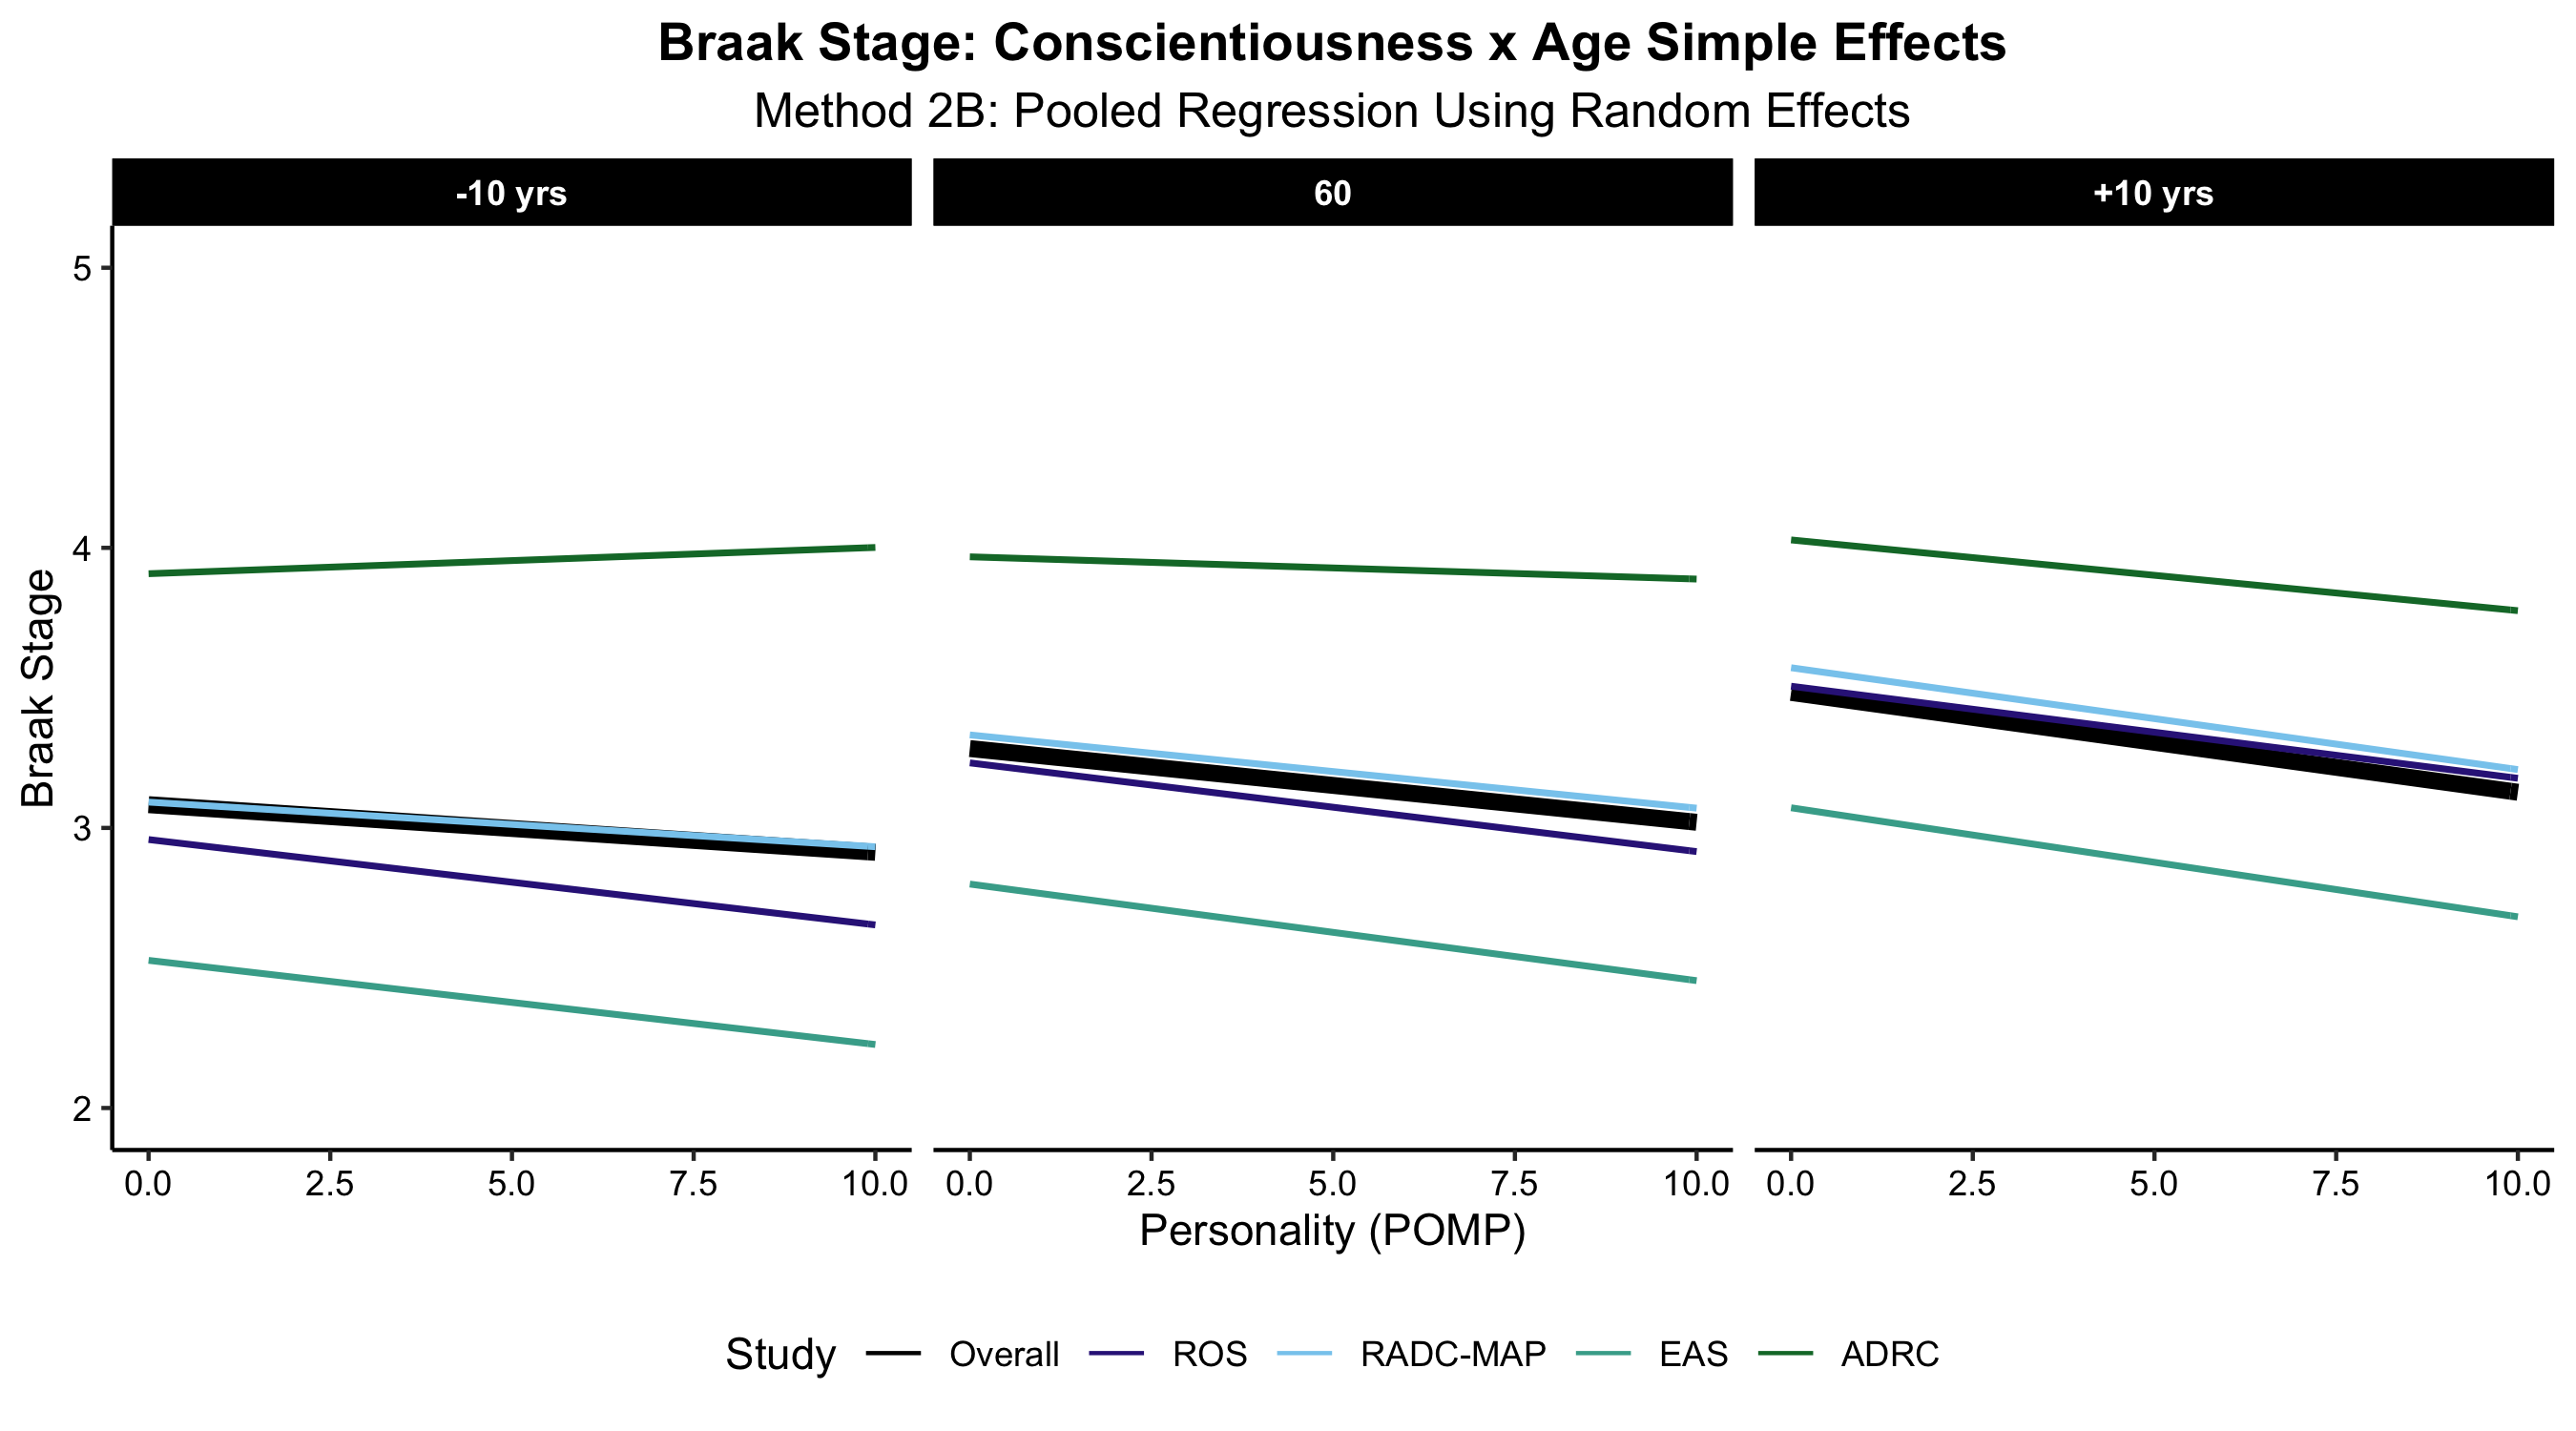 Braak Stage: Conscientiousness x Age Simple Effects
Method 2B: Pooled Regression Using Random Effects
-10 yrs 60 +10 yrs
5
4
3
2
Braak Stage
0.0 2.5 5.0 7.5 10.0 0.0 2.5 5.0 7.5 10.0 0.0 2.5 5.0 7.5 10.0
Personality (POMP)
Study Overall ROS RADC-MAP EAS ADRC